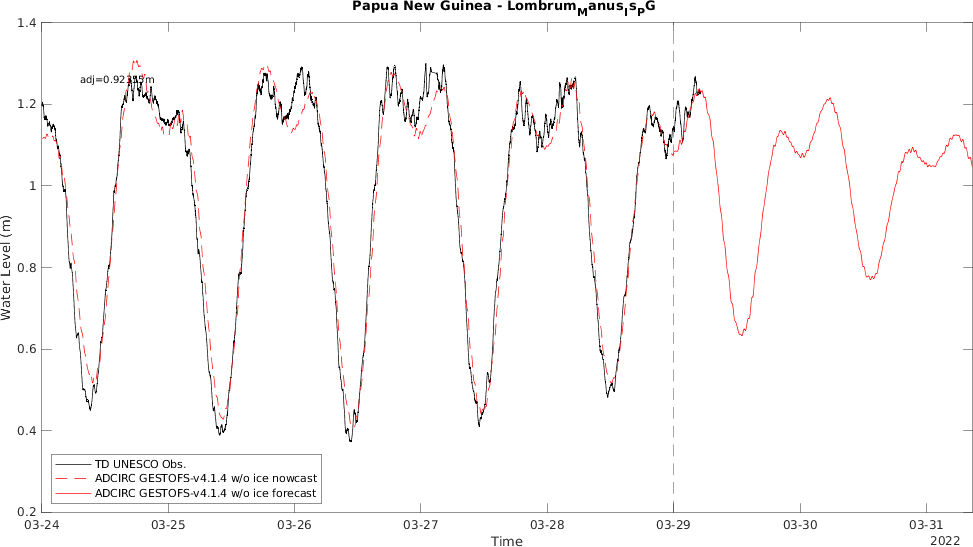 Papua New Guinea - LombrumManusIsPG
1.4
adj=0.92
m
1.2
1
0.8
0.6
0.4
0.2
Water Level (m)
TD UNESCO Obs.
ADCIRC GESTOFS-v4.1.4 w/o ice nowcast
ADCIRC GESTOFS-v4.1.4 w/o ice forecast
03-24 03-25 03-26 03-27 03-28 03-29 03-30 03-31
Time
2022